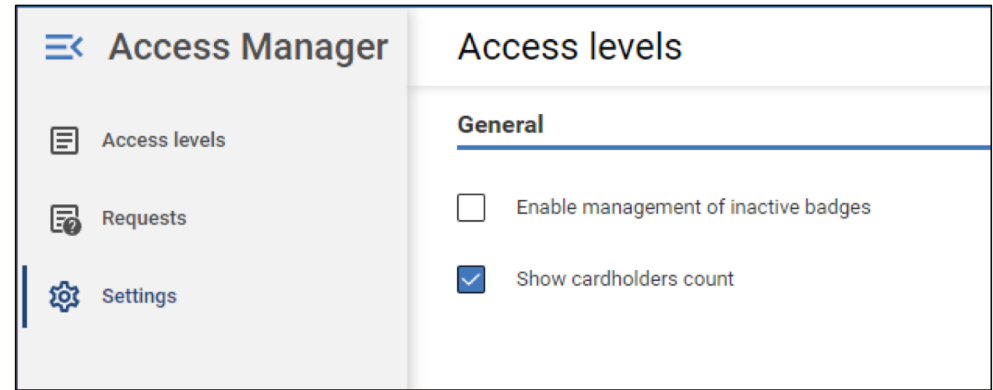 Access Manager
Access levels
Requests
Settings
Access levels
General
Enable management of inactive badges
Show cardholders count